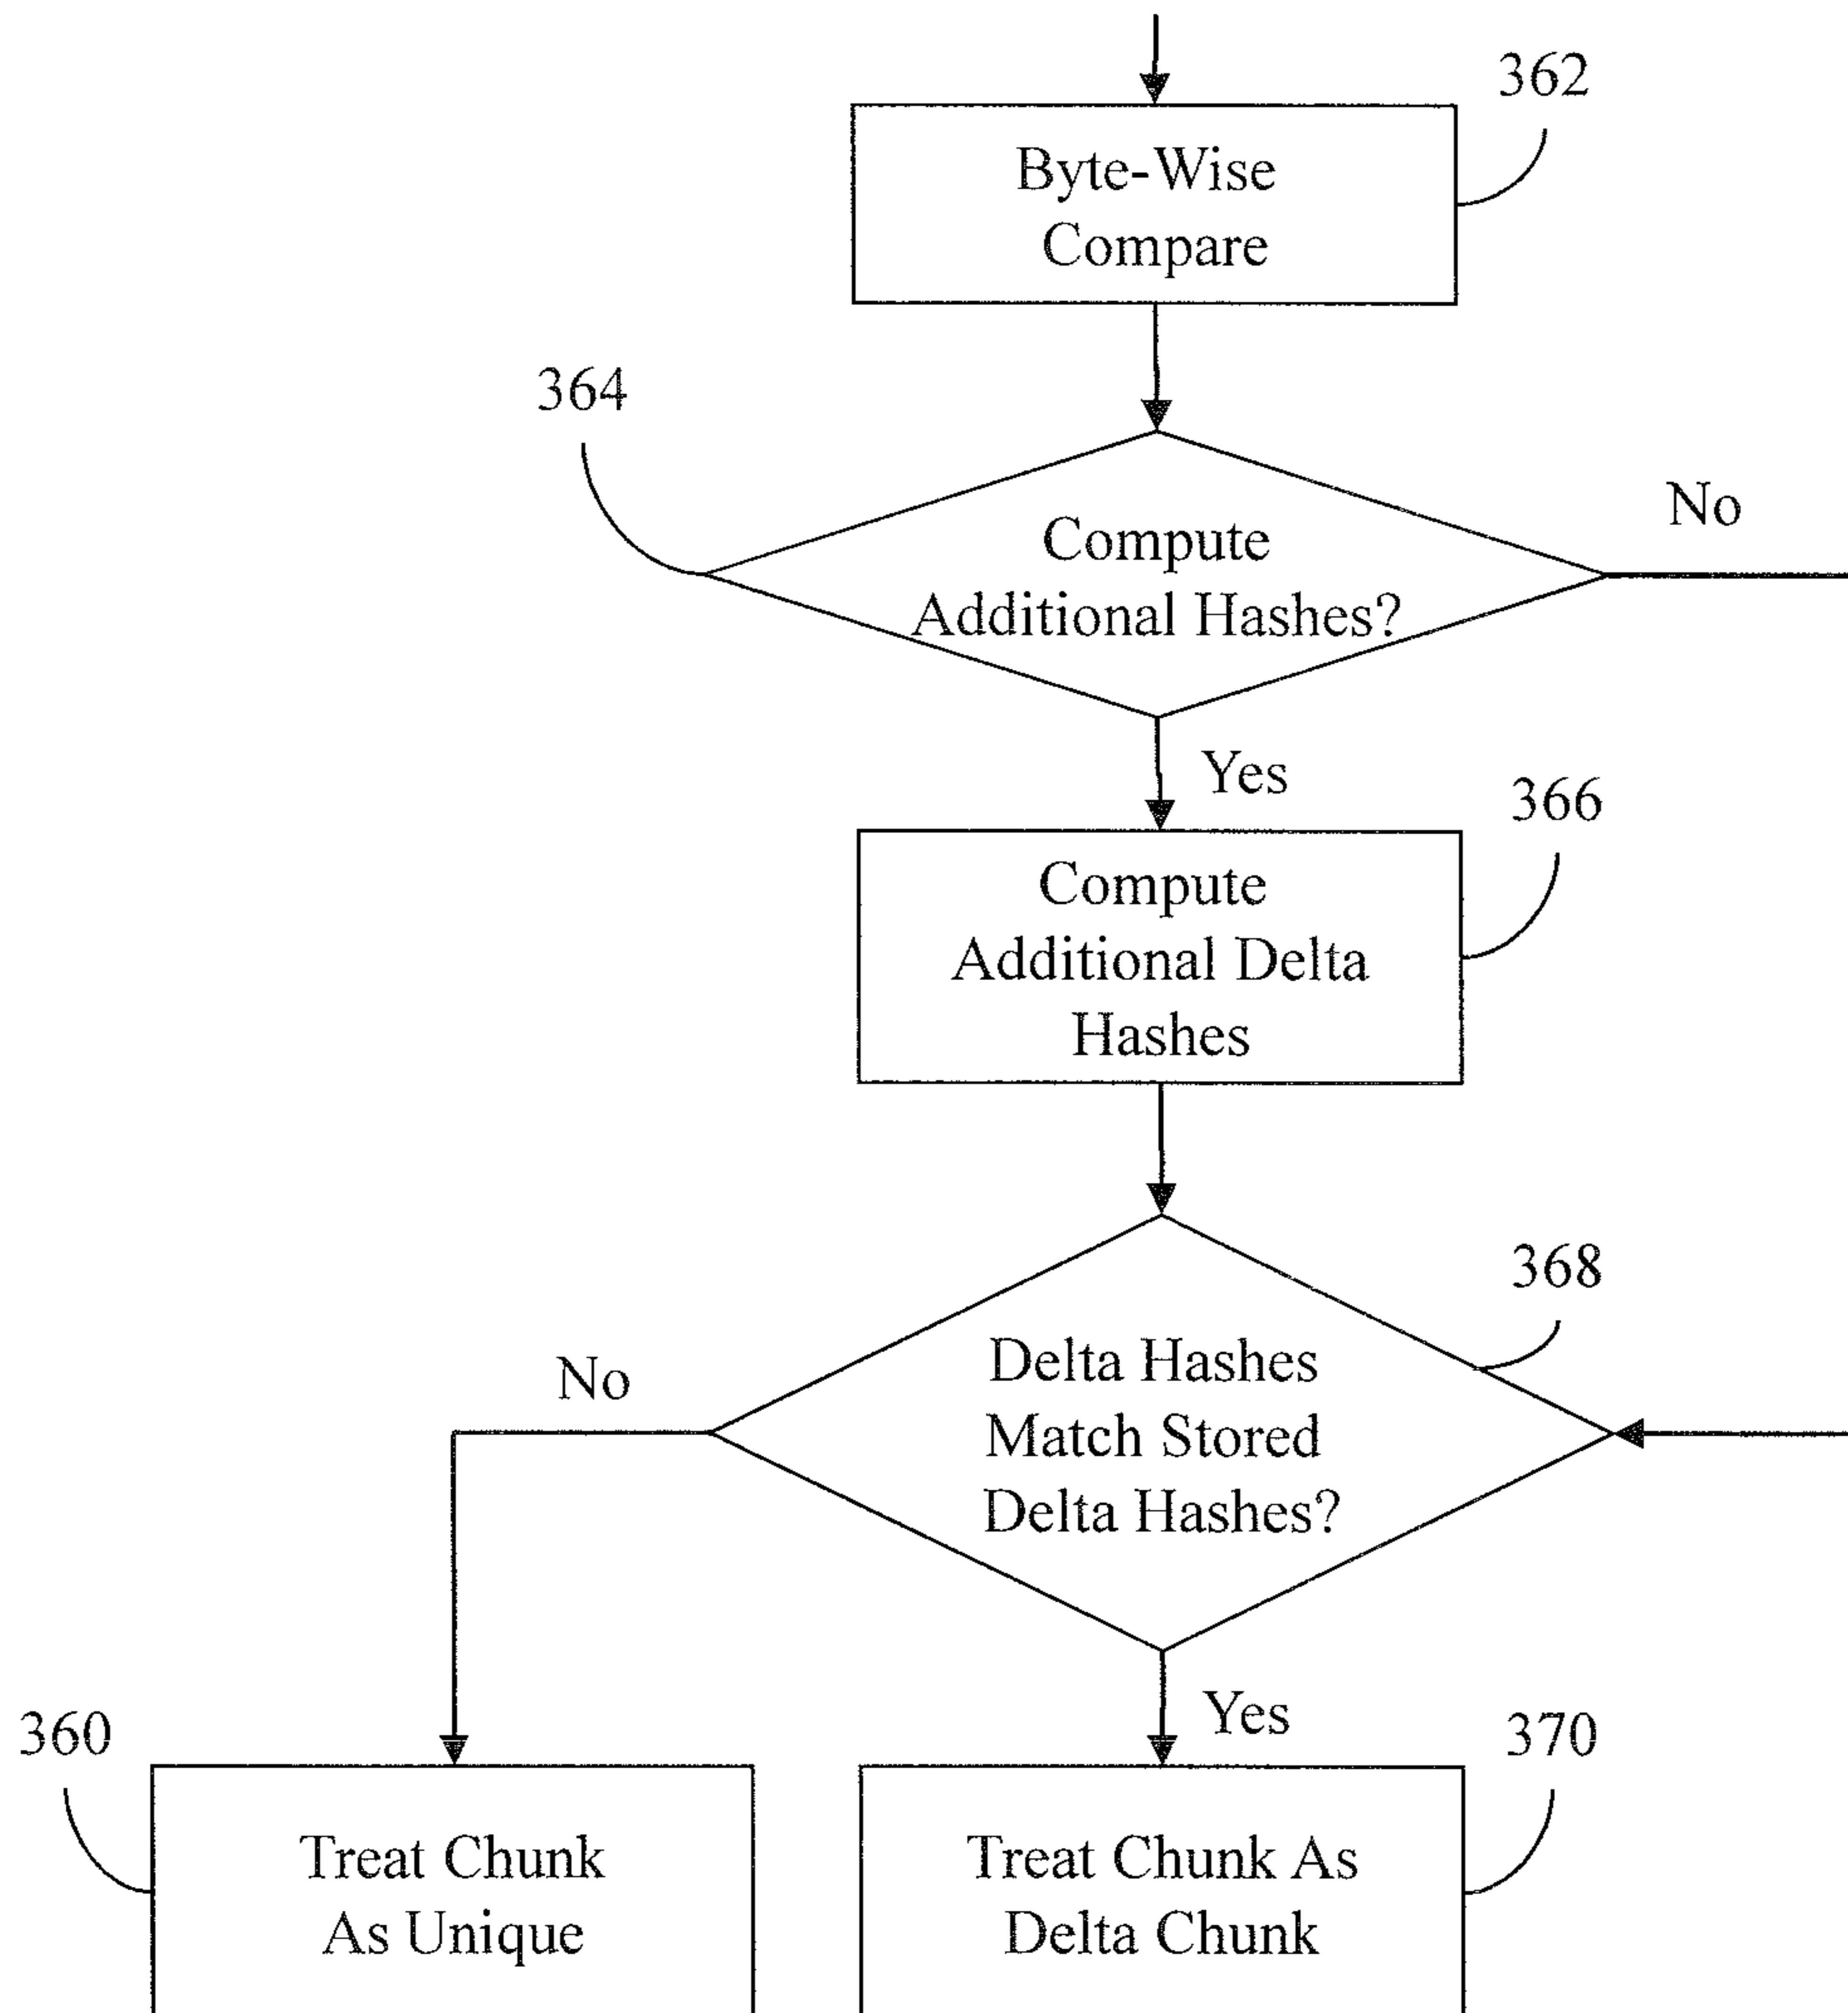 362
Byte-Wise
Compare
364
No
Compute
Additional Hashes?
Yes
366
Compute
Additional Delta
Hashes
368
No
Delta Hashes
Match Stored
Delta Hashes?
Yes
360
370
Treat Chunk
As Unique
Treat Chunk As
Delta Chunk